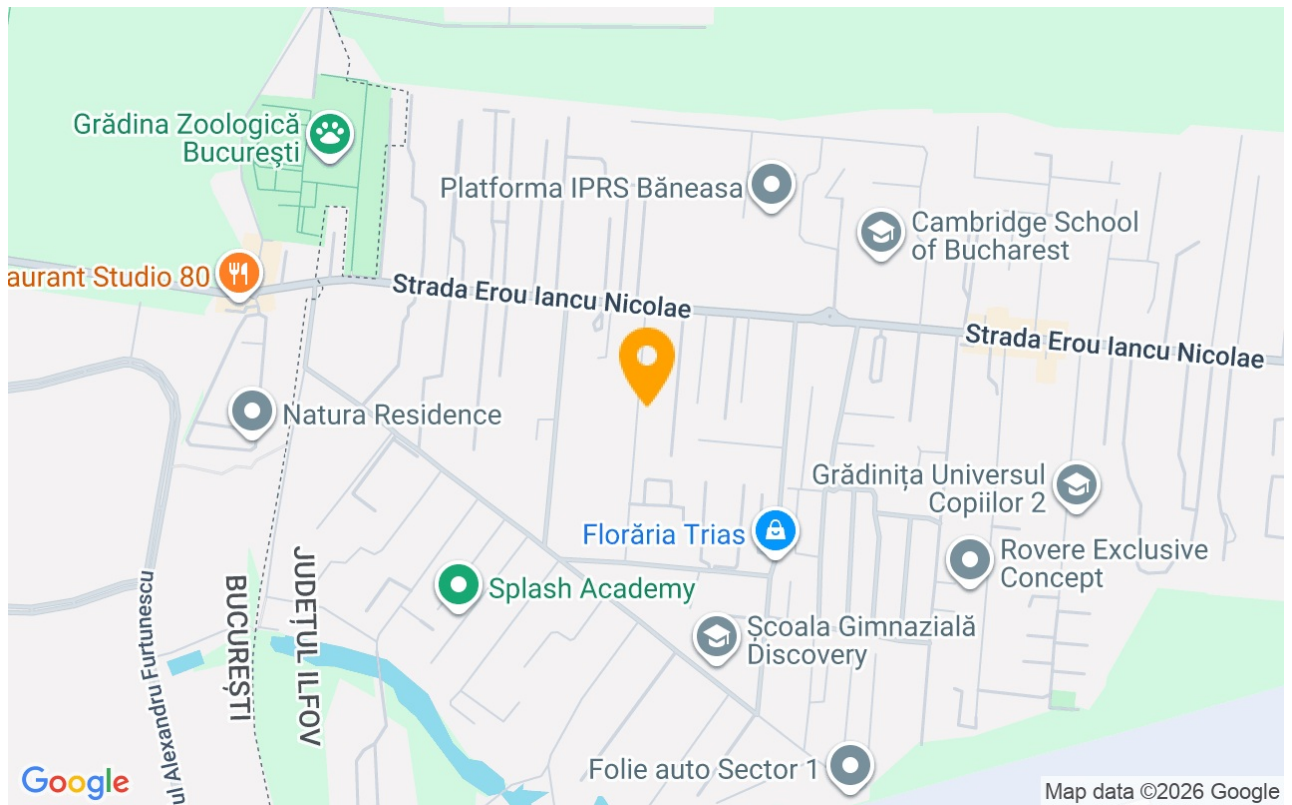 Grădina Zoologică
Bucureşti
Platforma IPRS Băneasa
Cambridge School
of Bucharest
aurant Studio 80
Strada Erou Iancu Nicolae
Strada Erou Iancu Nicolae
Natura Residence
Grădinița Universul
Copiilor 2
Florăria Trias
Rovere Exclusive
Concept
Splash Academy
JUDEȚUL ILFOV
BUCUREȘTI
ul Alexandru Furtunescu
Școala Gimnazială
Discovery
Folie auto Sector 1
Google
Map data ©2026 Google